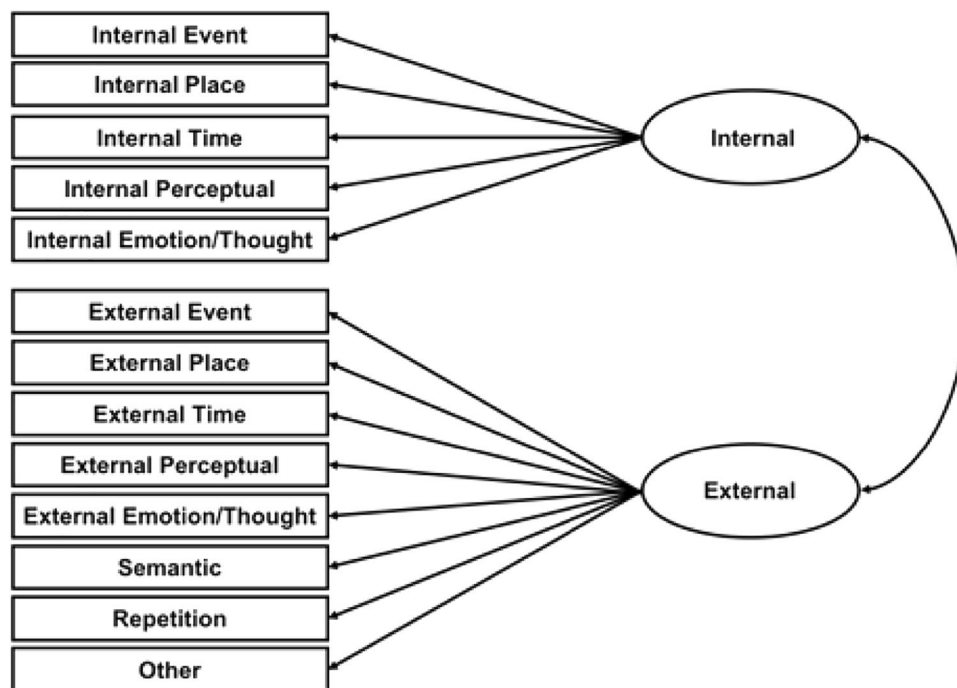 Internal Event
Internal Place
Internal Time
Internal Perceptual
Internal Emotion/Thought
Internal
External Event
External Place
External Time
External Perceptual
External Emotion/Thought
Semantic
Repetition
Other
External